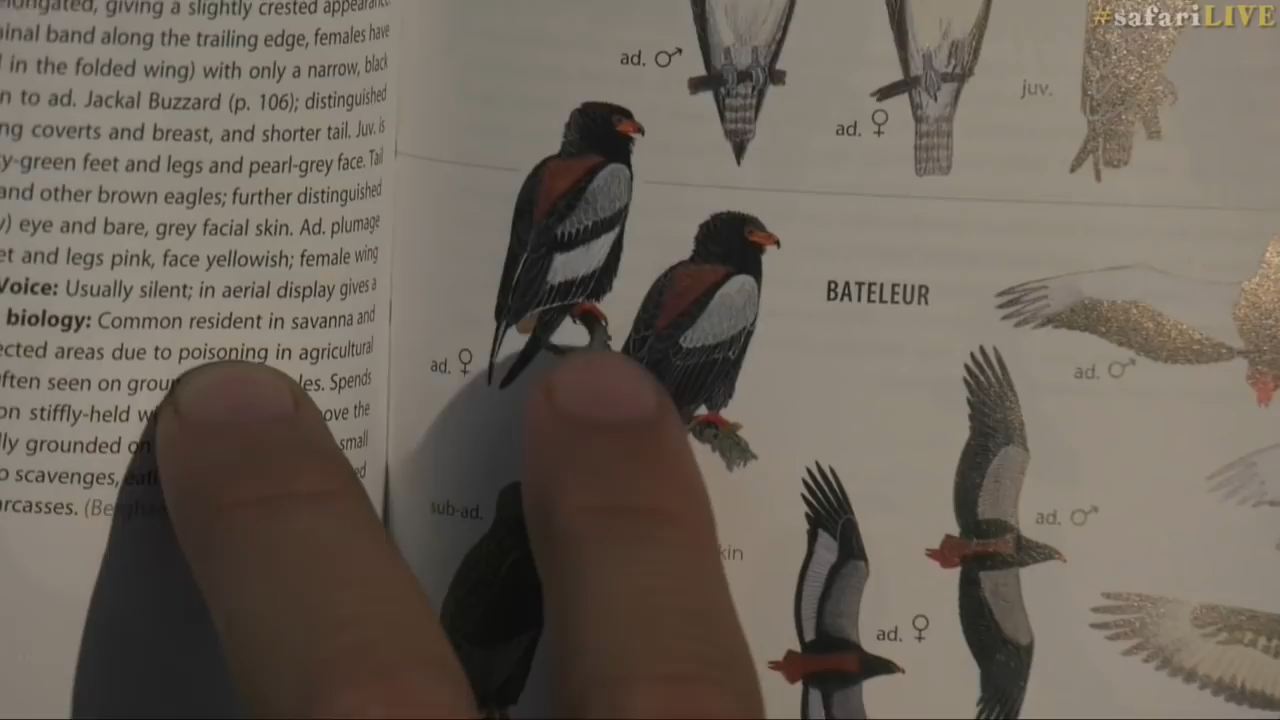 #safariLIVE
elongated, giving a slightly crested appearance
inal band along the trailing edge, females have
in the folded wing) with only a narrow, black
n to ad. Jackal Buzzard (p. 106); distinguished
ng coverts and breast, and shorter tail. Juv. is
y-green feet and legs and pearl-grey face. Tail
and other brown eagles; further distinguished
) eye and bare, grey facial skin. Ad. plumage
et and legs pink, face yellowish; female wing
Voice: Usually silent; in aerial display gives a
biology: Common resident in savanna and
ected areas due to poisoning in agricultural
ften seen on grou les. Spends
on stiffly-held w ove the
lly grounded on small
o scavenges, eati ed
rcasses. (Be
ad. ♂
ad. ♀
juv.
BATELEUR
ad. ♀
ad. ♂
sub-ad.
ad. ♂
kin
ad. ♀